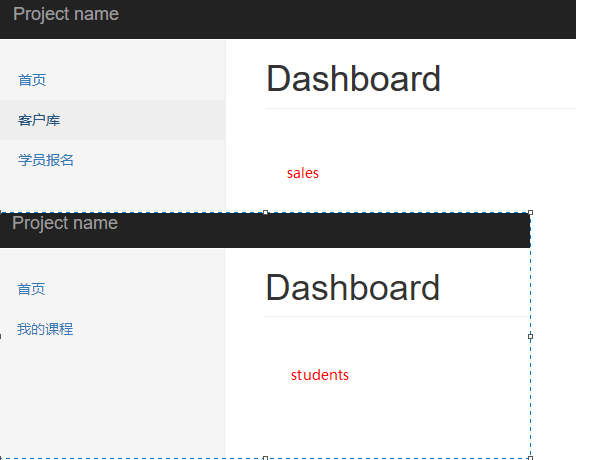 Project name
首页
Dashboard
客户库
学员报名
sales
Project name
首页
Dashboard
我的课程
students